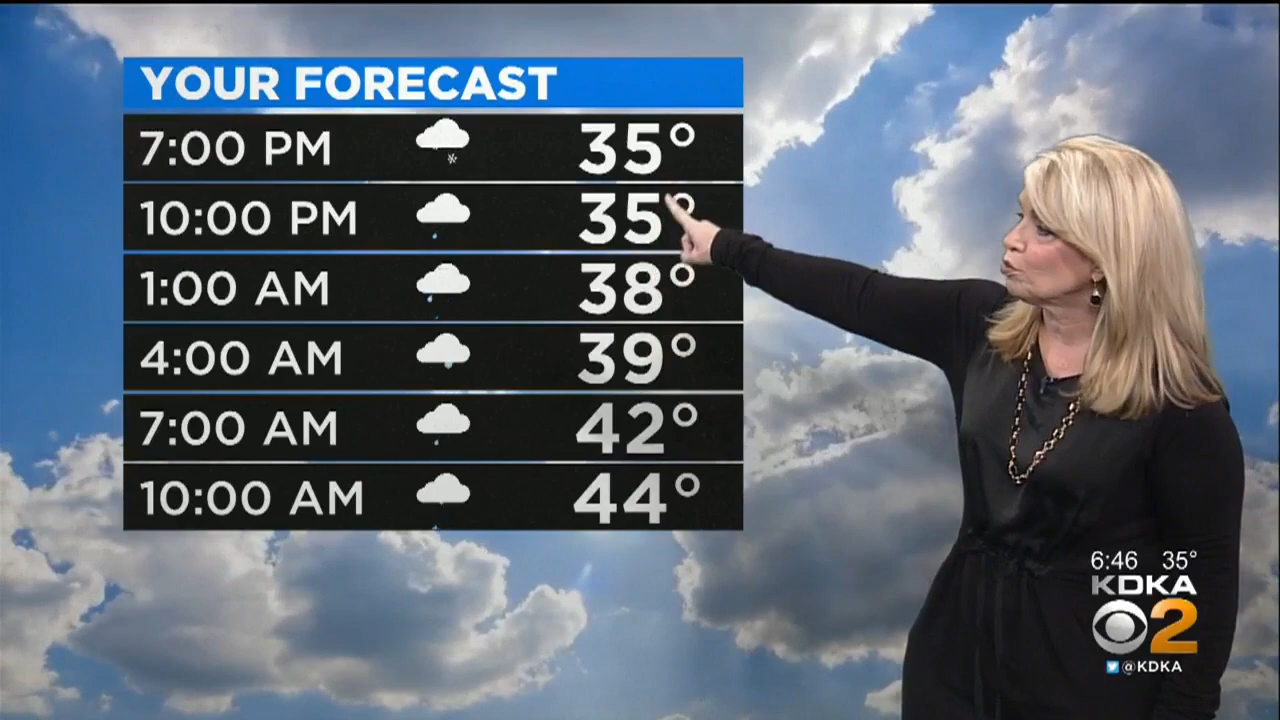 YOUR FORECAST
7:00 PM 35°
10:00 PM 35°
1:00 AM 38°
4:00 AM 39°
7:00 AM 42°
10:00 AM 44°
6:46 35°
KDKA
2
@KDKA